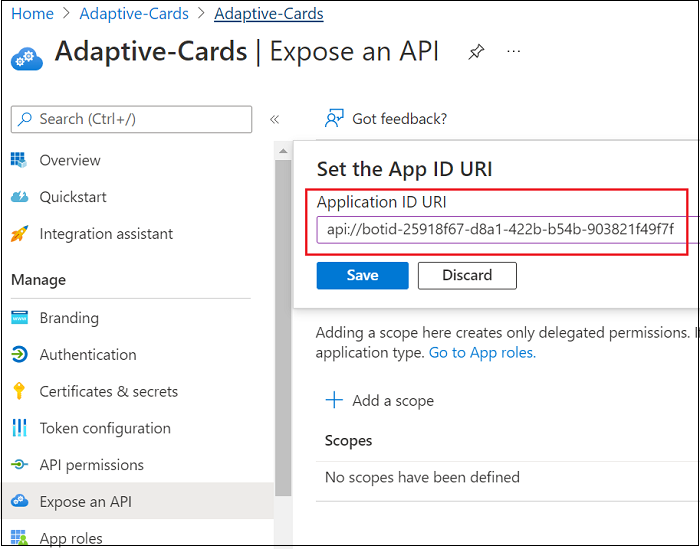 Home > Adaptive-Cards > Adaptive-Cards
Adaptive-Cards | Expose an API ...
Search (Ctrl+/)
«
Got feedback?
Overview
Quickstart
Integration assistant
Manage
Branding
Authentication
Certificates & secrets
Token configuration
API permissions
Expose an API
App roles
Set the App ID URI
Application ID URI
api://botid-25918f67-d8a1-422b-b54b-903821f49f7f
Save
Discard
Adding a scope here creates only delegated permissions. I
application type. Go to App roles.
Add a scope
Scopes
No scopes have been defined